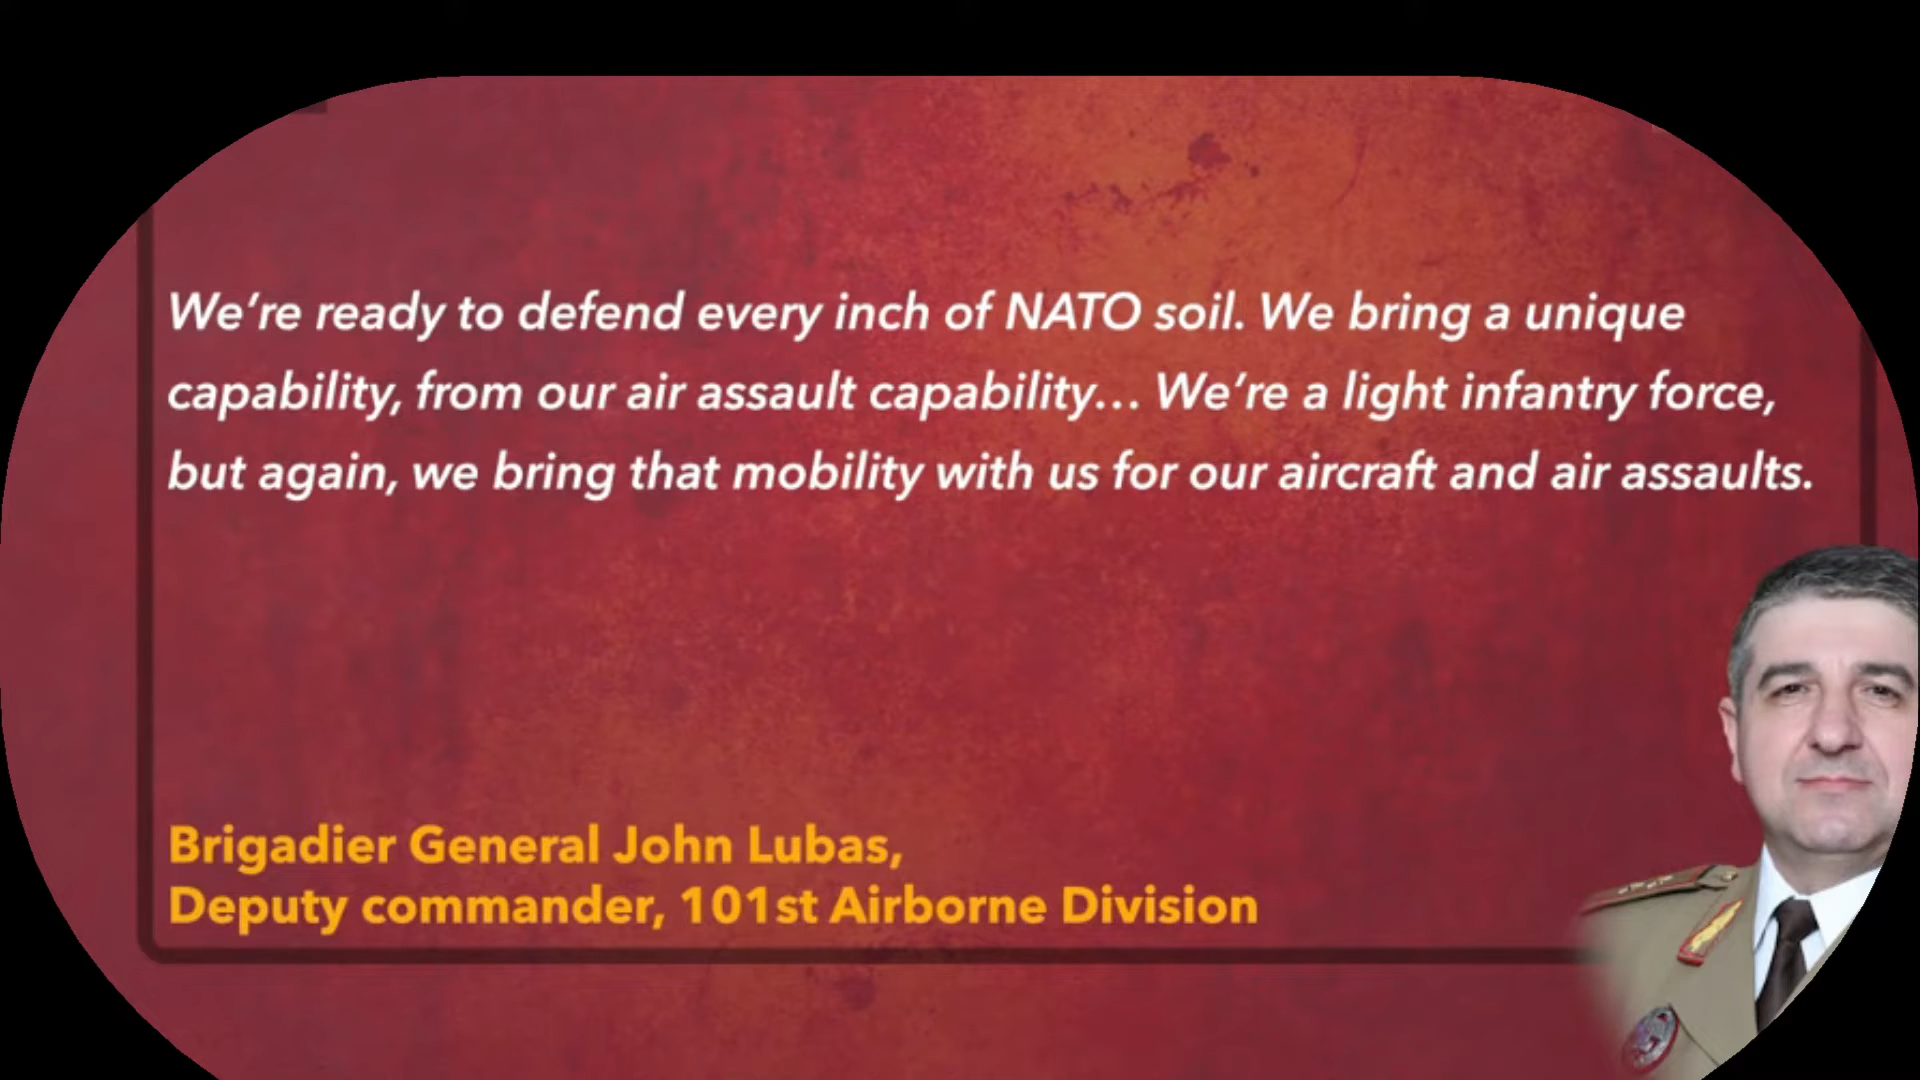 We’re ready to defend every inch of NATO soil. We bring a unique
capability, from our air assault capability… We’re a light infantry force,
but again, we bring that mobility with us for our aircraft and air assaults.
Brigadier General John Lubas,
Deputy commander, 101st Airborne Division